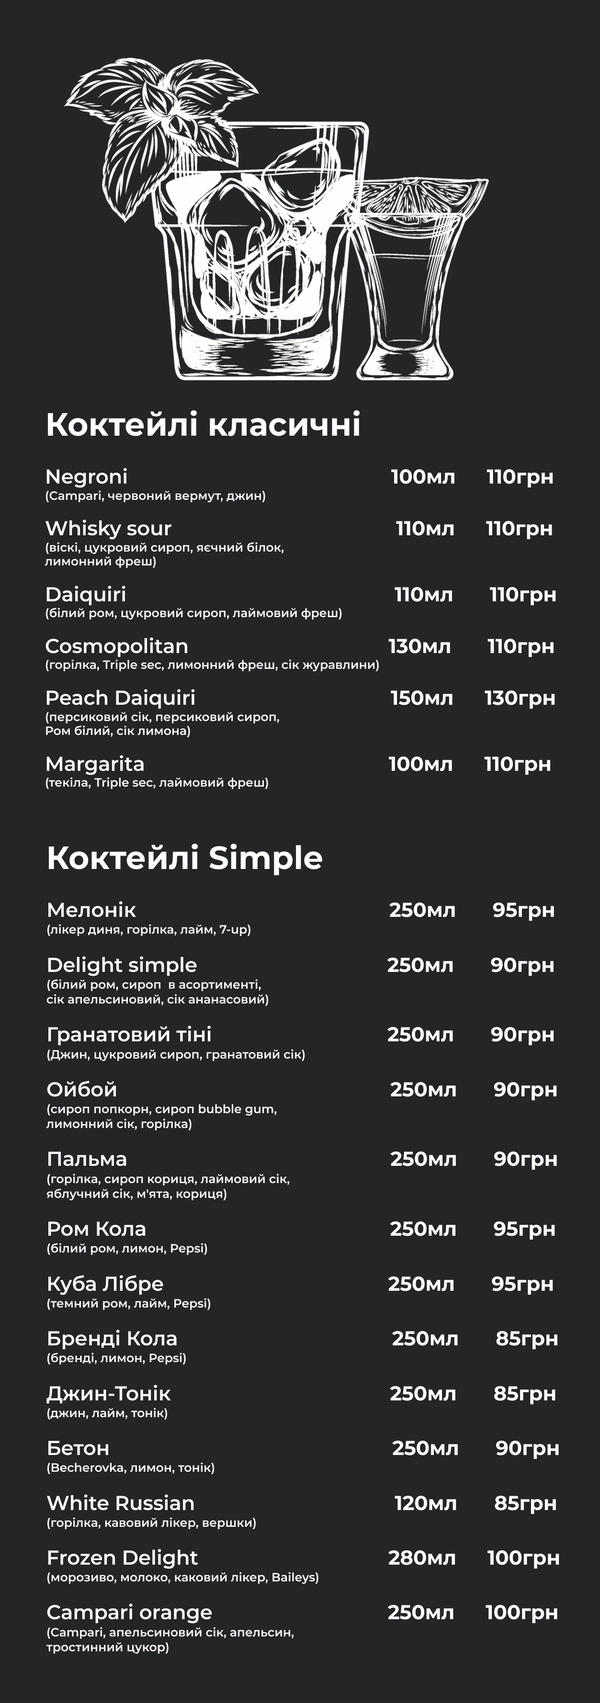 Коктейлі класичні
Negroni 100мл 110грн
(Campari, червоний вермут, джин)
Whisky sour 110мл 110грн
(віскі, цукровий сироп, яєчний білок,
лимонний фреш)
Daiquiri 110мл 110грн
(білий ром, цукровий сироп, лаймовий фреш)
Cosmopolitan 130мл 110грн
(горілка, Triple sec, лимонний фреш, сік журавлини)
Peach Daiquiri 150мл 130грн
(персиковий сік, персиковий сироп,
Ром білий, сік лимона)
Margarita 100мл 110грн
(текіла, Triple sec, лаймовий фреш)
Коктейлі Simple
Мелонік 250мл 95грн
(лікер диня, горілка, лайм, 7-up)
Delight simple 250мл 90грн
(білий ром, сироп в асортименті,
сік апельсиновий, сік ананасовий)
Гранатовий тіні 250мл 90грн
(Джин, цукровий сироп, гранатовий сік)
Ойбой 250мл 90грн
(сироп попкорн, сироп bubble gum,
лимонний сік, горілка)
Пальма 250мл 90грн
(горілка, сироп кориця, лаймовий сік,
яблучний сік, м'ята, кориця)
Ром Кола 250мл 95грн
(білий ром, лимон, Pepsi)
Куба Лібре 250мл 95грн
(темний ром, лайм, Pepsi)
Бренді Кола 250мл 85грн
(бренді, лимон, Pepsi)
Джин-Тонік 250мл 85грн
(джин, лайм, тонік)
Бетон 250мл 90грн
(Becherovka, лимон, тонік)
White Russian 120мл 85грн
(горілка, кавовий лікер, вершки)
Frozen Delight 280мл 100грн
(морозиво, молоко, каковий лікер, Baileys)
Campari orange 250мл 100грн
(Campari, апельсиновий сік, апельсин,
тростинний цукор)